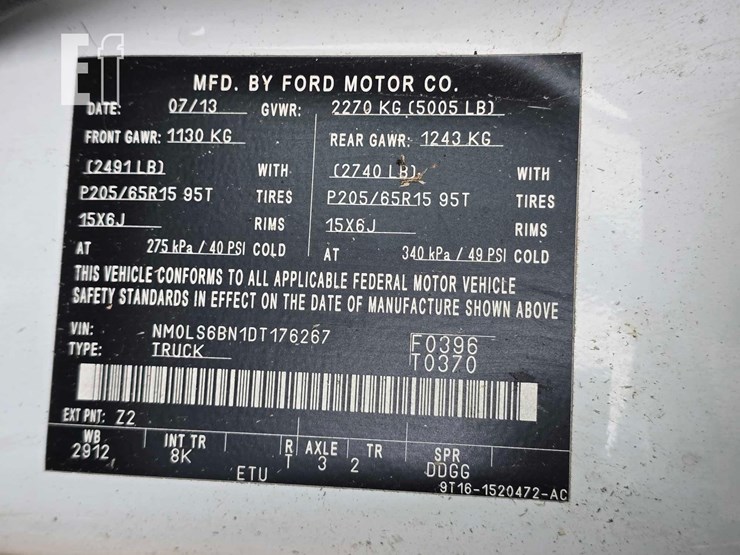 Ef
MFD. BY FORD MOTOR CO.
DATE: 07/13 GVWR: 2270 KG (5005 LB)
FRONT GAWR: 1130 KG REAR GAWR: 1243 KG
(2491 LB) WITH (2740 LB) WITH
P205/65R15 95T TIRES P205/65R15 95T TIRES
15X6J RIMS 15X6J RIMS
AT 275 kPa / 40 PSI COLD AT 340 kPa / 49 PSI COLD
THIS VEHICLE CONFORMS TO ALL APPLICABLE FEDERAL MOTOR VEHICLE
SAFETY STANDARDS IN EFFECT ON THE DATE OF MANUFACTURE SHOWN ABOVE
VIN: NM0LS6BN1DT176267 F0396
TYPE: TRUCK T0370
EXT PNT: Z2
WB INT TR R AXLE TR SPR
2912 8K T 3 2 DDGG
ETU 9T16-1520472-AC